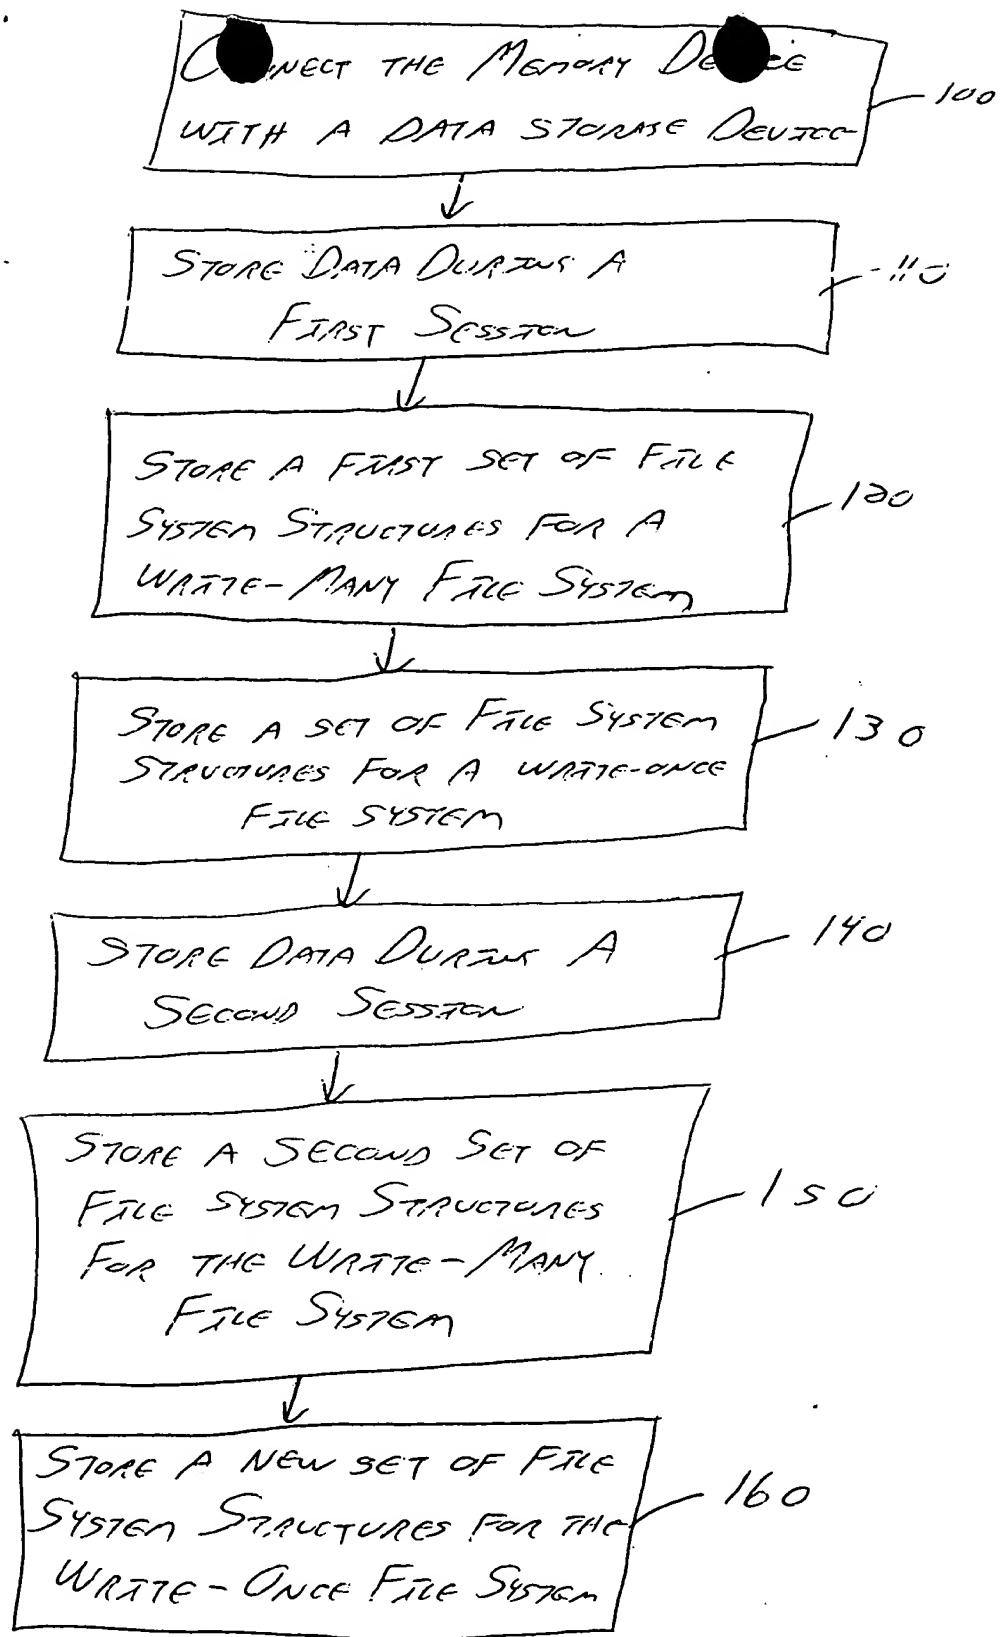 CONNECT THE MEMORY DEVICE
WITH A DATA STORAGE DEVICE
100
STORE DATA DURING A
FIRST SESSION
110
STORE A FIRST SET OF FILE
SYSTEM STRUCTURES FOR A
WRITE-MANY FILE SYSTEM
120
STORE A SET OF FILE SYSTEM
STRUCTURES FOR A WRITE-ONCE
FILE SYSTEM
130
STORE DATA DURING A
SECOND SESSION
140
STORE A SECOND SET OF
FILE SYSTEM STRUCTURES
FOR THE WRITE-MANY
FILE SYSTEM
150
STORE A NEW SET OF FILE
SYSTEM STRUCTURES FOR THE
WRITE-ONCE FILE SYSTEM
160